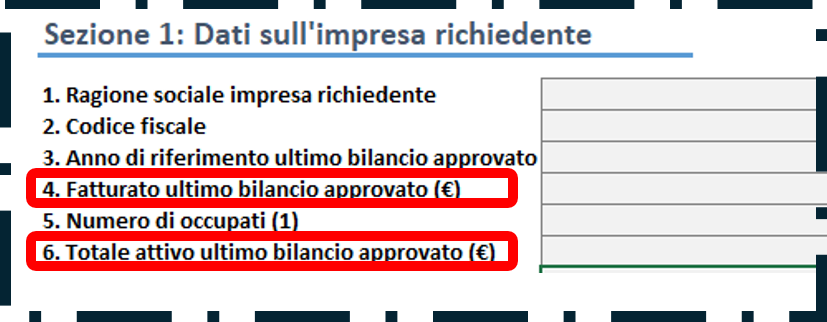 Sezione 1: Dati sull'impresa richiedente
1. Ragione sociale impresa richiedente
2. Codice fiscale
3. Anno di riferimento ultimo bilancio approvato
4. Fatturato ultimo bilancio approvato (€)
5. Numero di occupati (1)
6. Totale attivo ultimo bilancio approvato (€)